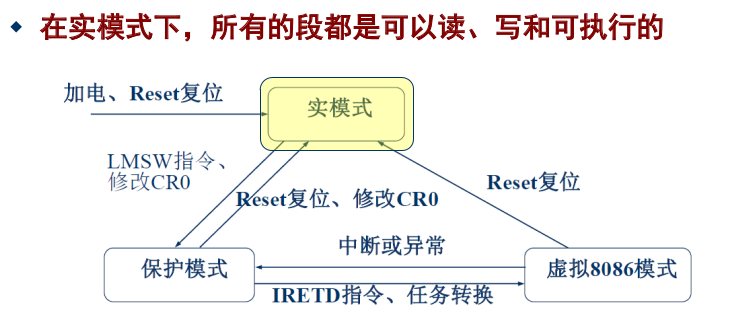 在实模式下，所有的段都是可以读、写和可执行的
加电、Reset复位
实模式
LMSW指令、
修改CR0
Reset复位、修改CR0
Reset复位
保护模式
中断或异常
虚拟8086模式
IRETD指令、任务转换